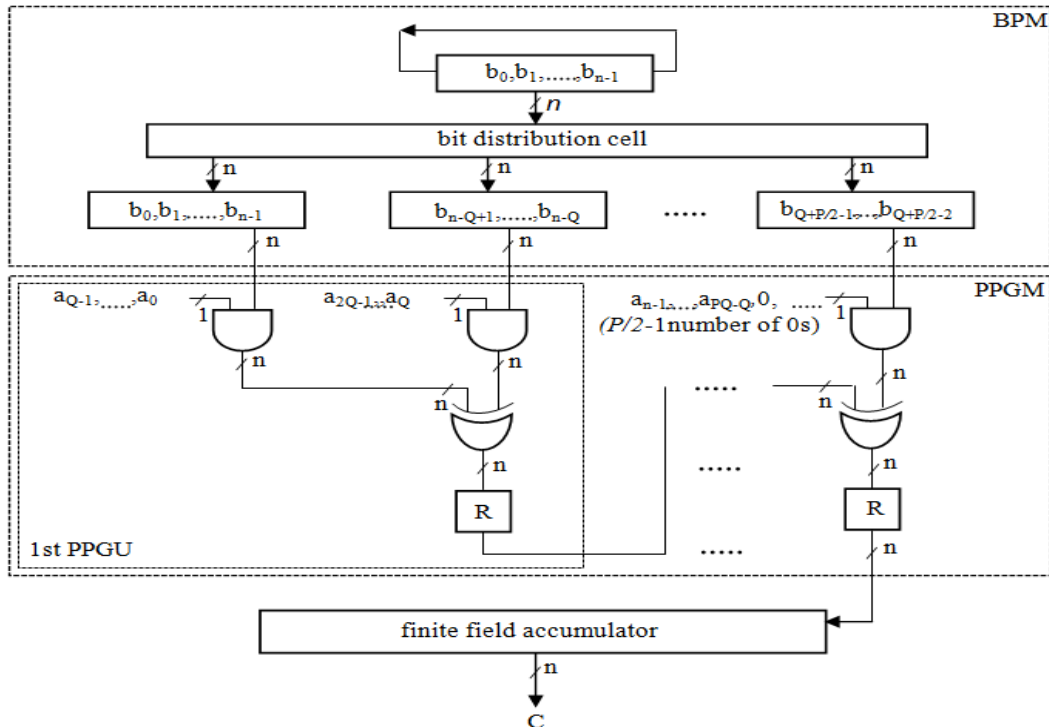 BPM
b0,b1,.....,bn-1
n
bit distribution cell
n n n
b0,b1,.....,bn-1 bn-Q+1,.....,bn-Q ..... bQ+P/2-1,..,bQ+P/2-2
n n n
PPGM
aQ-1,.....,a0 a2Q-1,..,aQ an-1,...,aPQ-Q,0, .....
1 1 (P/2-1number of 0s) 1
n n n
n ..... n
n ..... n
R R
1st PPGU ..... n
finite field accumulator
n
C